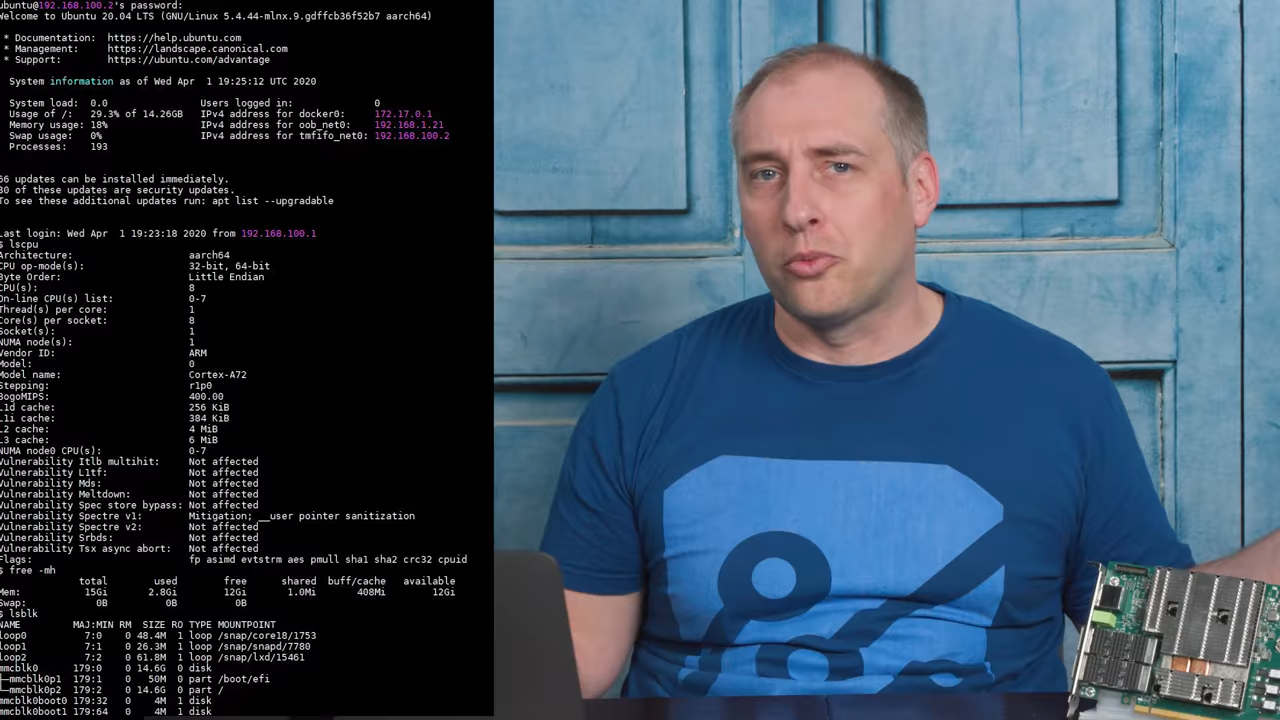 ubuntu@192.168.100.2's password:
Welcome to Ubuntu 20.04 LTS (GNU/Linux 5.4.44-mlnx.9.gdffcb36f52b7 aarch64)
* Documentation: https://help.ubuntu.com
* Management: https://landscape.canonical.com
* Support: https://ubuntu.com/advantage
System information as of Wed Apr 1 19:25:12 UTC 2020
System load: 0.0 Users logged in: 0
Usage of /: 29.3% of 14.26GB IPv4 address for docker0: 172.17.0.1
Memory usage: 18% IPv4 address for oob_net0: 192.168.1.21
Swap usage: 0% IPv4 address for tmfifo_net0: 192.168.100.2
Processes: 193
66 updates can be installed immediately.
30 of these updates are security updates.
To see these additional updates run: apt list --upgradable
Last login: Wed Apr 1 19:23:18 2020 from 192.168.100.1
$ lscpu
Architecture: aarch64
CPU op-mode(s): 32-bit, 64-bit
Byte Order: Little Endian
CPU(s): 8
On-line CPU(s) list: 0-7
Thread(s) per core: 1
Core(s) per socket: 8
Socket(s): 1
NUMA node(s): 1
Vendor ID: ARM
Model: 0
Model name: Cortex-A72
Stepping: r1p0
BogoMIPS: 400.00
L1d cache: 256 KiB
L1i cache: 384 KiB
L2 cache: 4 MiB
L3 cache: 6 MiB
NUMA node0 CPU(s): 0-7
Vulnerability Itlb multihit: Not affected
Vulnerability L1tf: Not affected
Vulnerability Mds: Not affected
Vulnerability Meltdown: Not affected
Vulnerability Spec store bypass: Not affected
Vulnerability Spectre v1: Mitigation; __user pointer sanitization
Vulnerability Spectre v2: Not affected
Vulnerability Srbds: Not affected
Vulnerability Tsx async abort: Not affected
Flags: fp asimd evtstrm aes pmull sha1 sha2 crc32 cpuid
$ free -mh
total used free shared buff/cache available
Mem: 15Gi 2.8Gi 12Gi 1.0Mi 408Mi 12Gi
Swap: 0B 0B 0B
$ lsblk
NAME MAJ:MIN RM SIZE RO TYPE MOUNTPOINT
loop0 7:0 0 48.4M 1 loop /snap/core18/1753
loop1 7:1 0 26.3M 1 loop /snap/snapd/7780
loop2 7:2 0 61.8M 1 loop /snap/lxd/15461
mmcblk0 179:0 0 14.6G 0 disk
├─mmcblk0p1 179:1 0 50M 0 part /boot/efi
└─mmcblk0p2 179:2 0 14.6G 0 part /
mmcblk0boot0 179:32 0 4M 1 disk
mmcblk0boot1 179:64 0 4M 1 disk